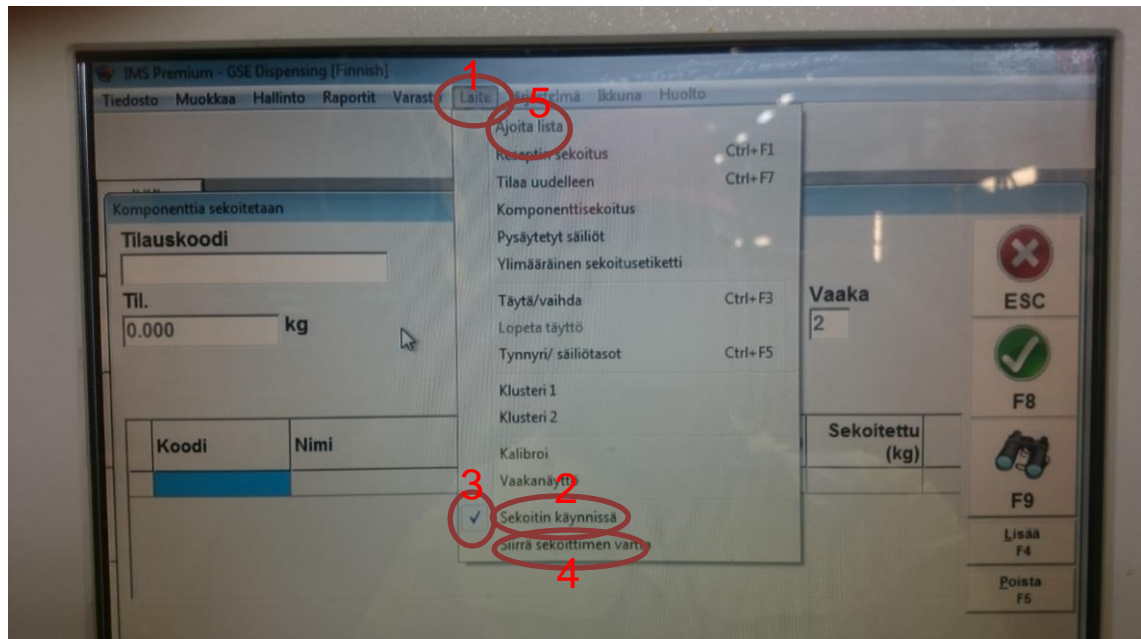 IMS Premium - GSE Dispensing [Finnish]
1
Tiedosto Muokkaa Hallinto Raportit Varasto Laite Järjestelmä Ikkuna Huolto
5
Ajoita lista
Reseptin sekoitus Ctrl+F1
Tilaa uudelleen Ctrl+F7
Komponenttia sekoitetaan
Komponenttisekoitus
Tilauskoodi
Pysäytetyt säiliöt
Ylimääräinen sekoitusetiketti
Til.
Täytä/vaihda Ctrl+F3
Vaaka
ESC
0.000 kg
Lopeta täyttö
2
Tynnyri/ säiliötasot Ctrl+F5
Klusteri 1
F8
Klusteri 2
Koodi Nimi
Sekoitettu
(kg)
Kalibroi
Vaakanäyttö
3
2
F9
Sekoitin käynnissä
Siirrä sekoittimen vartta
4
Lisää
F4
Poista
F5